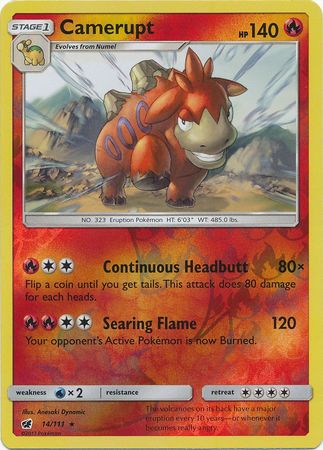 STAGE 1
Camerupt
HP 140
Evolves from Numel
NO. 323 Eruption Pokémon HT: 6'03" WT: 485.0 lbs.
Continuous Headbutt 80×
Flip a coin until you get tails. This attack does 80 damage
for each heads.
Searing Flame 120
Your opponent's Active Pokémon is now Burned.
weakness ×2 resistance retreat
Illus. Anesaki Dynamic
14/111 ★
©2017 Pokémon
The volcanoes on its back have a major
eruption every 10 years—or whenever it
becomes really angry.